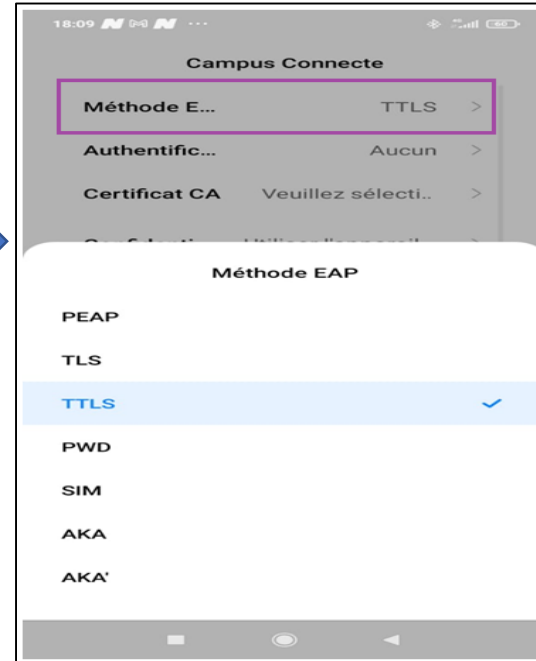 18:09
Campus Connecte
Méthode E... TTLS >
Authentific... Aucun >
Certificat CA Veuillez sélecti.. >
Méthode EAP
PEAP
TLS
TTLS
PWD
SIM
AKA
AKA'